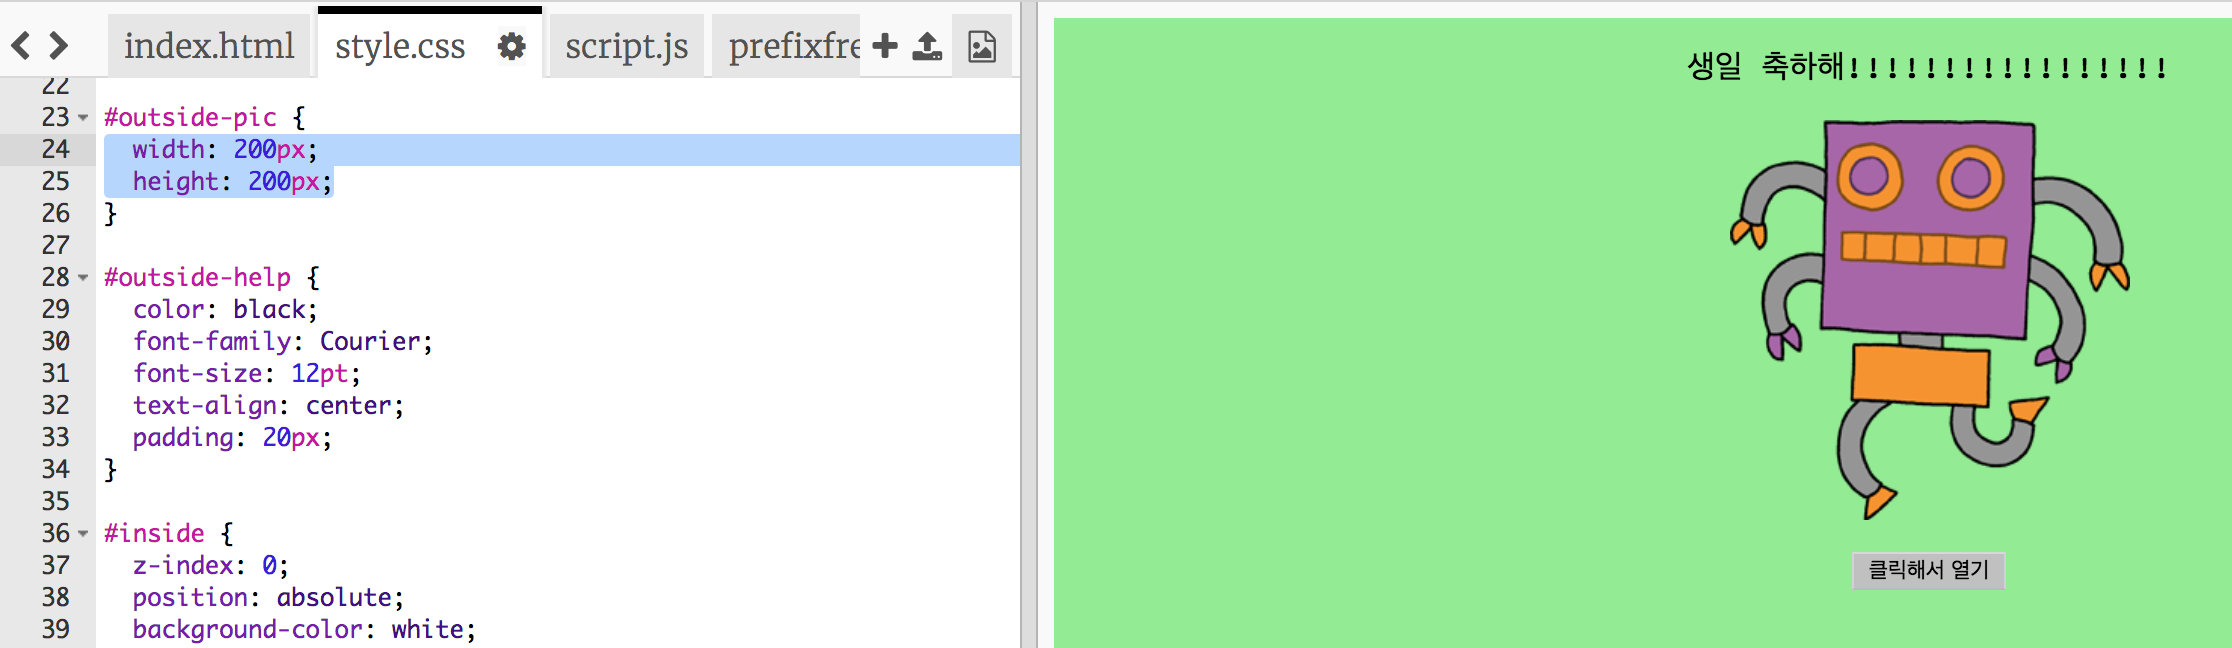 index.html style.css script.js prefixfre
22
23 #outside-pic {
24 width: 200px;
25 height: 200px;
26 }
27
28 #outside-help {
29 color: black;
30 font-family: Courier;
31 font-size: 12pt;
32 text-align: center;
33 padding: 20px;
34 }
35
36 #inside {
37 z-index: 0;
38 position: absolute;
39 background-color: white;
생일 축하해!!!!!!!!!!!!!!!!!
클릭해서 열기